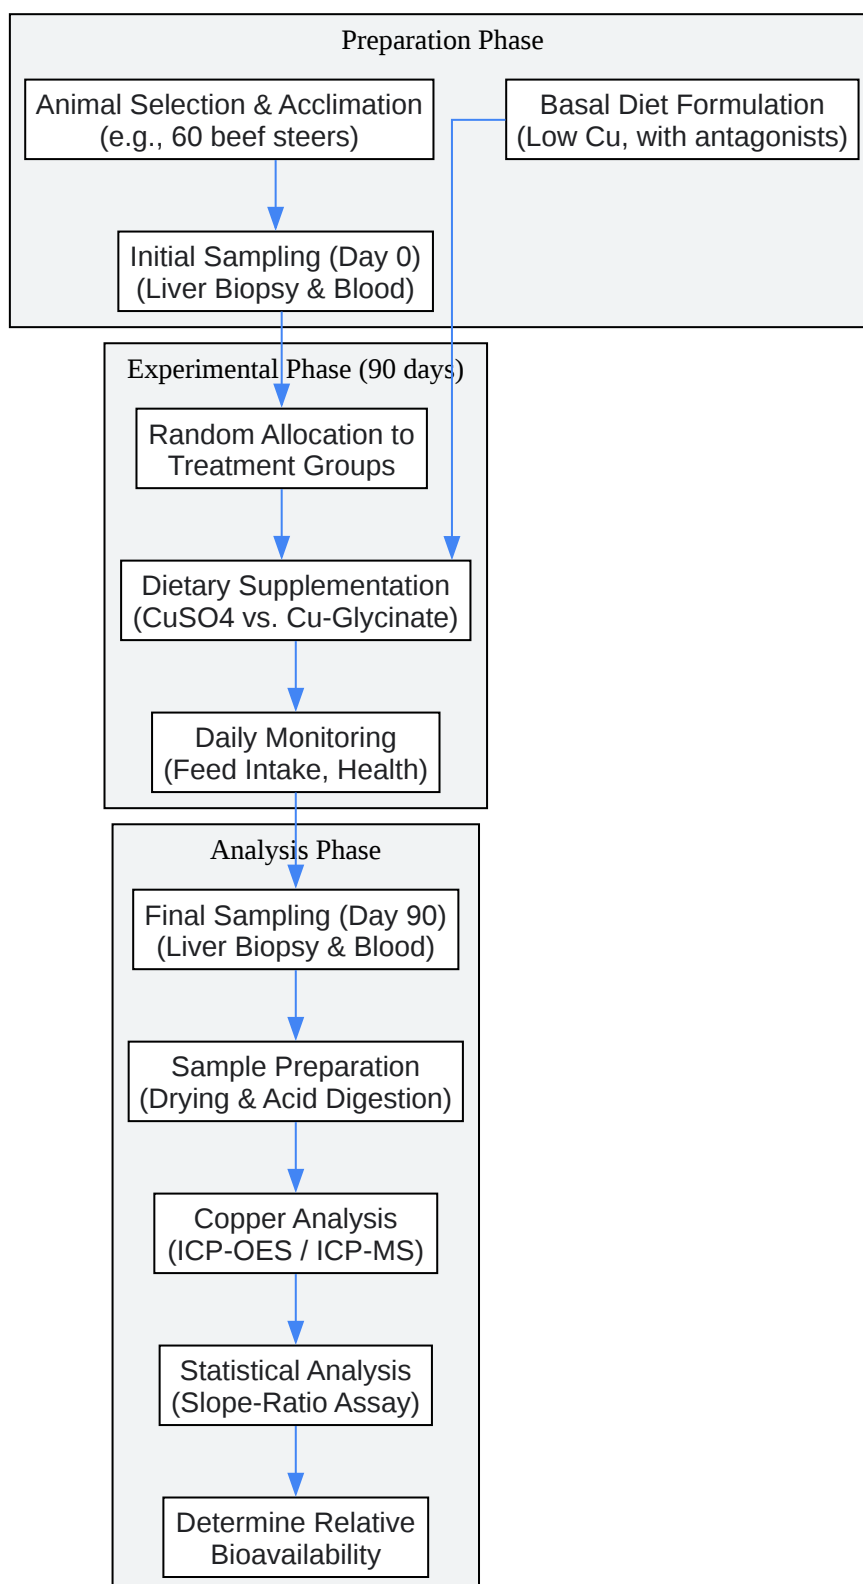 Preparation Phase
Animal Selection & Acclimation
(e.g., 60 beef steers)
Basal Diet Formulation
(Low Cu, with antagonists)
Initial Sampling (Day 0)
(Liver Biopsy & Blood)
Experimental Phase (90 days)
Random Allocation to
Treatment Groups
Dietary Supplementation
(CuSO4 vs. Cu-Glycinate)
Daily Monitoring
(Feed Intake, Health)
Analysis Phase
Final Sampling (Day 90)
(Liver Biopsy & Blood)
Sample Preparation
(Drying & Acid Digestion)
Copper Analysis
(ICP-OES / ICP-MS)
Statistical Analysis
(Slope-Ratio Assay)
Determine Relative
Bioavailability